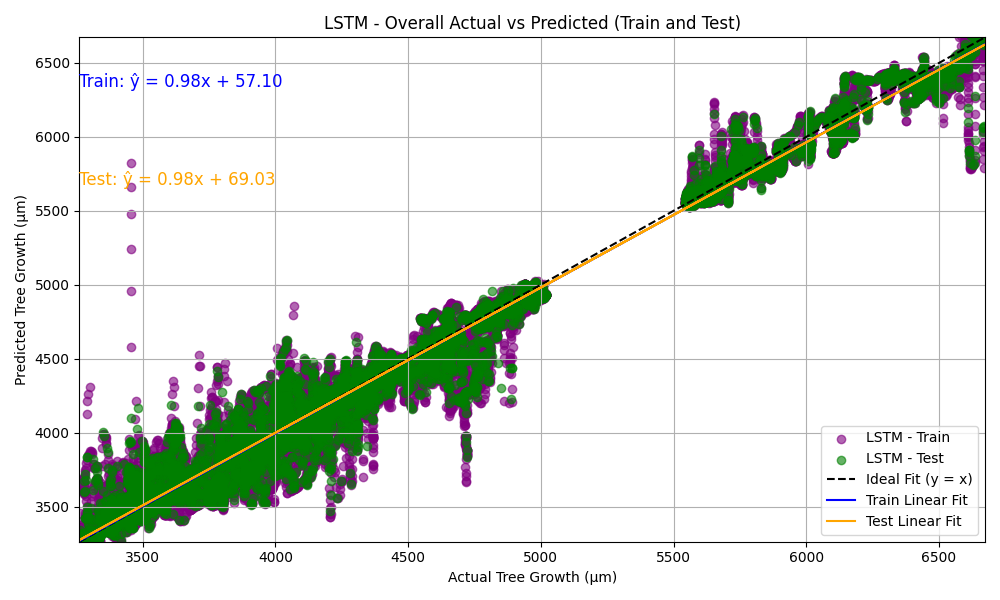 LSTM - Overall Actual vs Predicted (Train and Test)
Predicted Tree Growth (μm)
6500
6000
5500
5000
4500
4000
3500
Train: ŷ = 0.98x + 57.10
Test: ŷ = 0.98x + 69.03
LSTM - Train
LSTM - Test
Ideal Fit (y = x)
Train Linear Fit
Test Linear Fit
3500 4000 4500 5000 5500 6000 6500
Actual Tree Growth (μm)